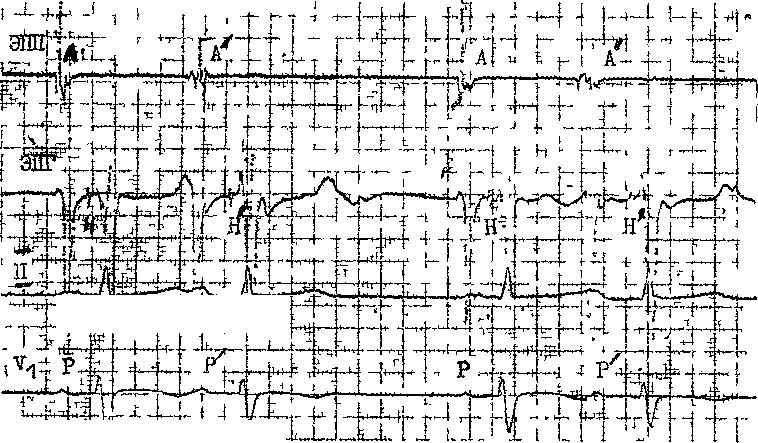 ЭПП A A′ A A′
ЭПГ H H′ H H′
II
V₁ P P′ P P′